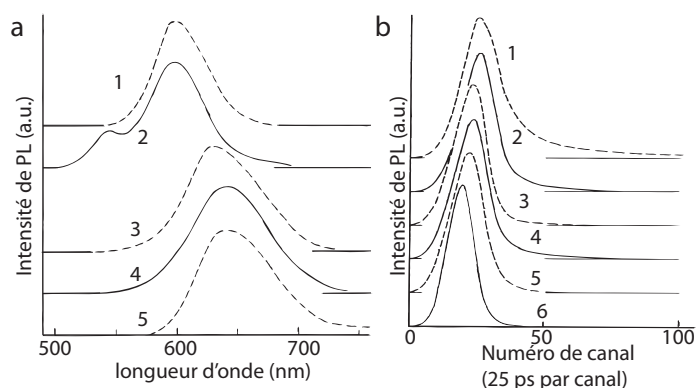 a
Intensité de PL (a.u.)
1
2
3
4
5
500 600 700
longueur d'onde (nm)
b
Intensité de PL (a.u.)
1
2
3
4
5
6
0 50 100
Numéro de canal
(25 ps par canal)